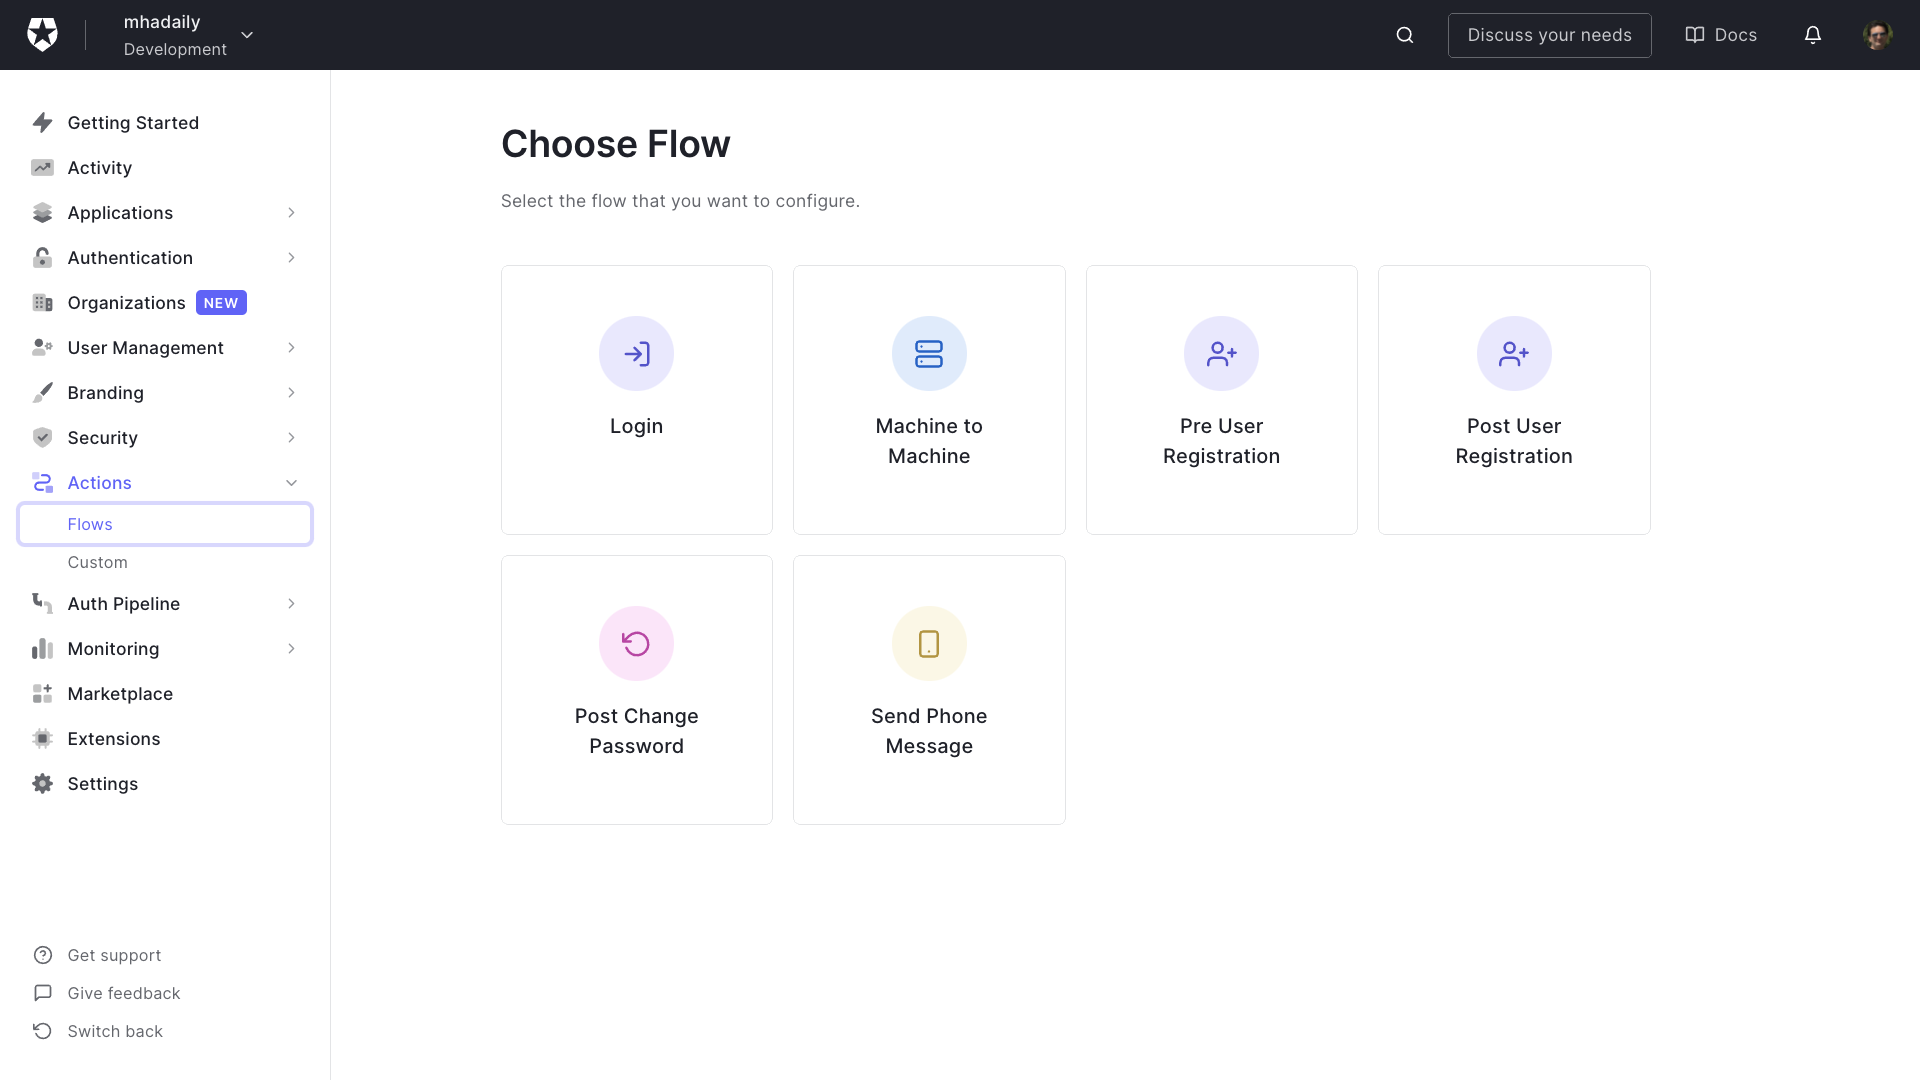 mhadaily
Development
Discuss your needs
Docs
Getting Started
Activity
Applications
Authentication
Organizations NEW
User Management
Branding
Security
Actions
Flows
Custom
Auth Pipeline
Monitoring
Marketplace
Extensions
Settings
Get support
Give feedback
Switch back
Choose Flow
Select the flow that you want to configure.
Login
Machine to
Machine
Pre User
Registration
Post User
Registration
Post Change
Password
Send Phone
Message